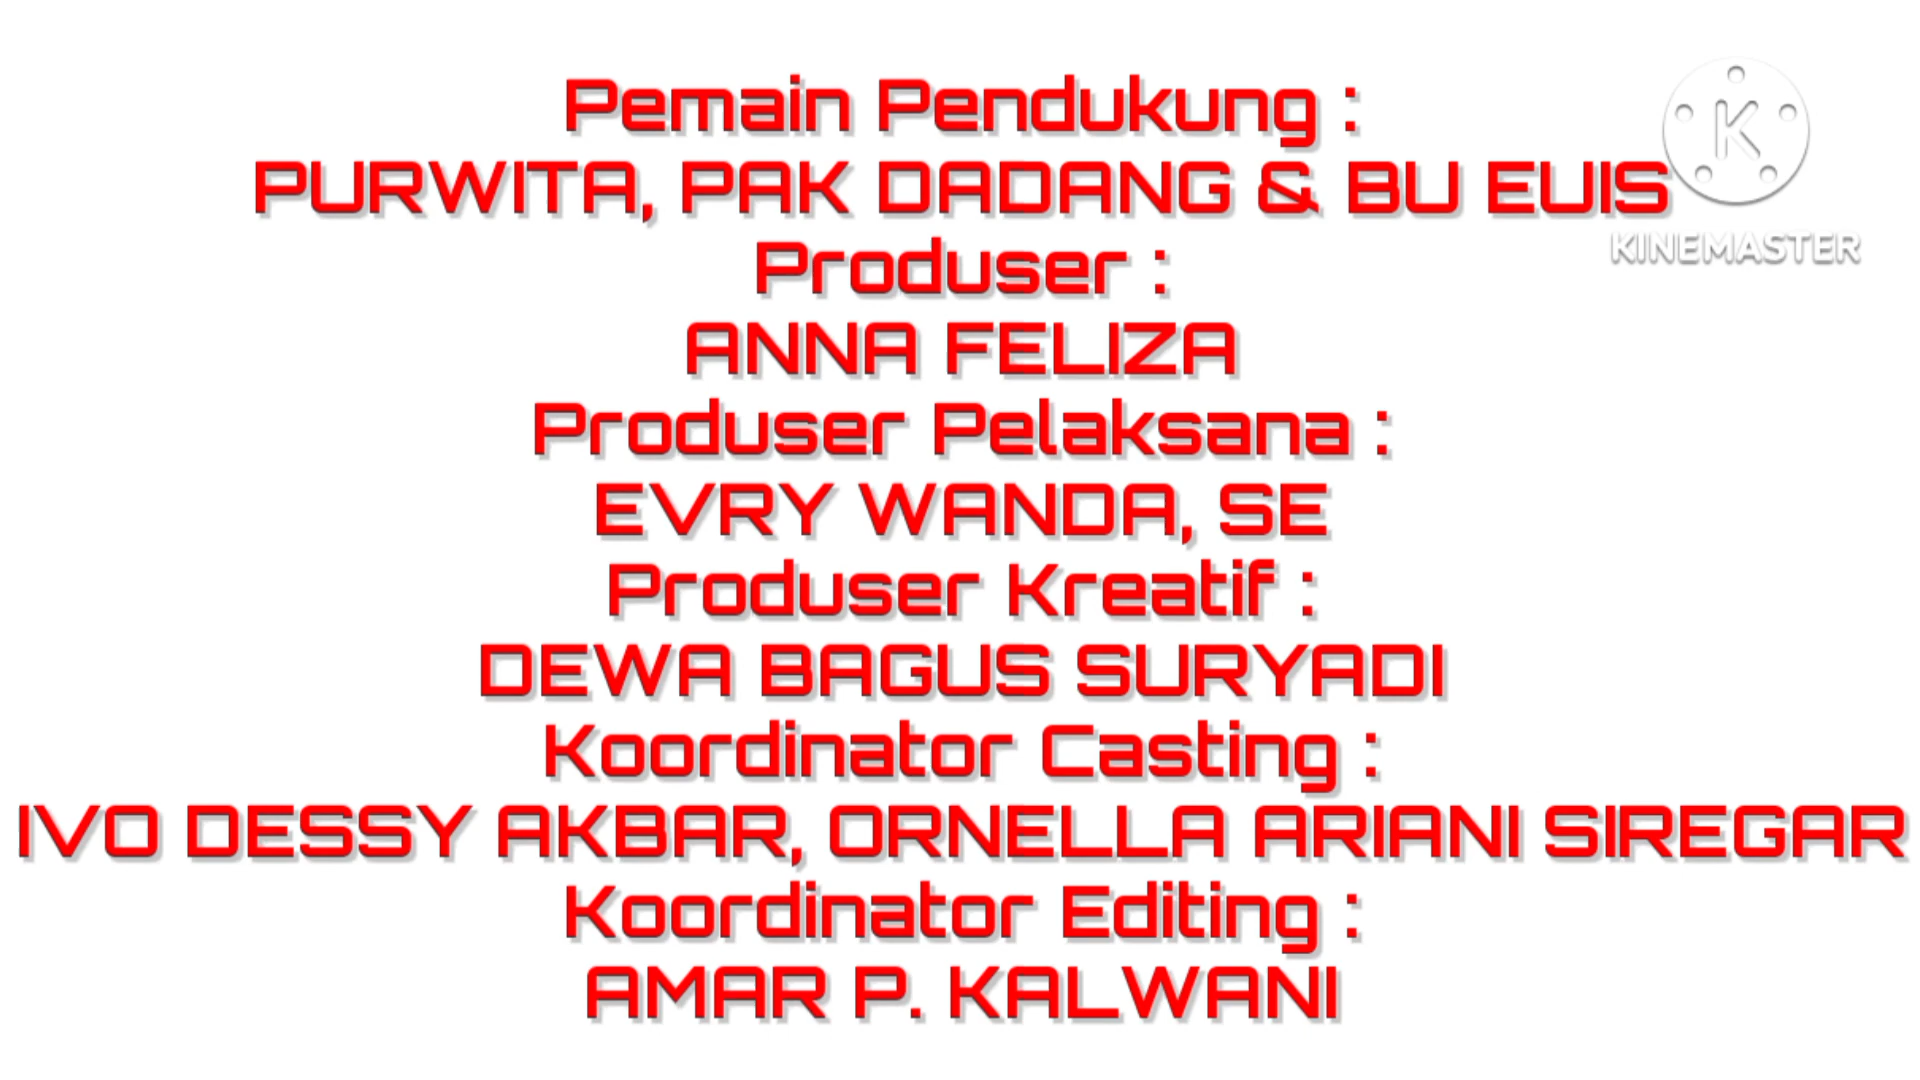 Pemain Pendukung :
PURWITA, PAK DADANG & BU EUIS
Produser :
ANNA FELIZA
Produser Pelaksana :
EVRY WANDA, SE
Produser Kreatif :
DEWA BAGUS SURYADI
Koordinator Casting :
IVO DESSY AKBAR, ORNELLA ARIANI SIREGAR
Koordinator Editing :
AMAR P. KALWANI
K
KINEMASTER